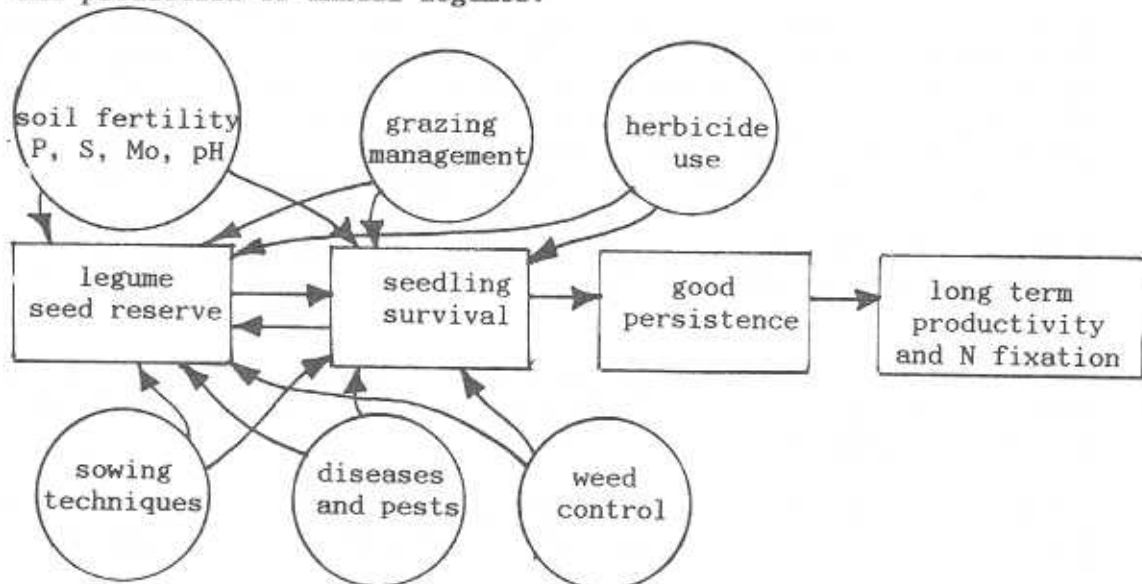 soil fertility
P, S, Mo, pH
grazing
management
herbicide
use
legume
seed reserve
seedling
survival
good
persistence
long term
productivity
and N fixation
sowing
techniques
diseases
and pests
weed
control